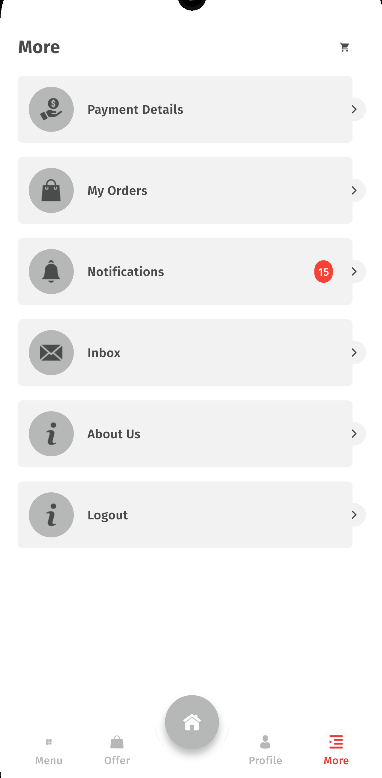 More
Payment Details
My Orders
Notifications
15
Inbox
About Us
Logout
Menu
Offer
Profile
More